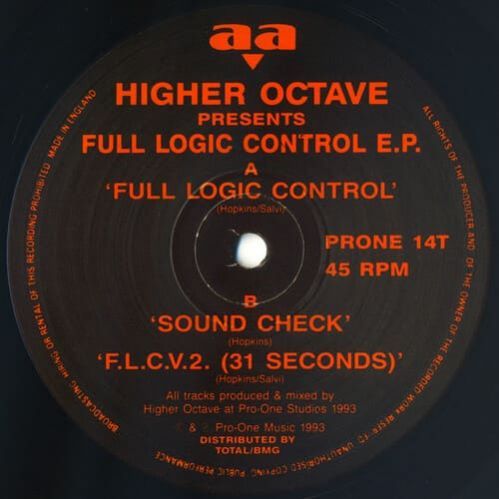 aa
HIGHER OCTAVE
PRESENTS
FULL LOGIC CONTROL E.P.
A
'FULL LOGIC CONTROL'
(Hopkins/Salvi)
PRONE 14T
45 RPM
B
'SOUND CHECK'
(Hopkins)
'F.L.C.V.2. (31 SECONDS)'
(Hopkins/Salvi)
All tracks produced & mixed by
Higher Octave at Pro-One Studios 1993
© & ℗ Pro-One Music 1993
DISTRIBUTED BY
TOTAL/BMG
ALL RIGHTS OF THE PRODUCER AND OF THE OWNER OF THE RECORDED WORK RESERVED. UNAUTHORISED COPYING PUBLIC PERFORMANCE BROADCASTING HIRING OR RENTAL OF THIS RECORDING PROHIBITED MADE IN ENGLAND